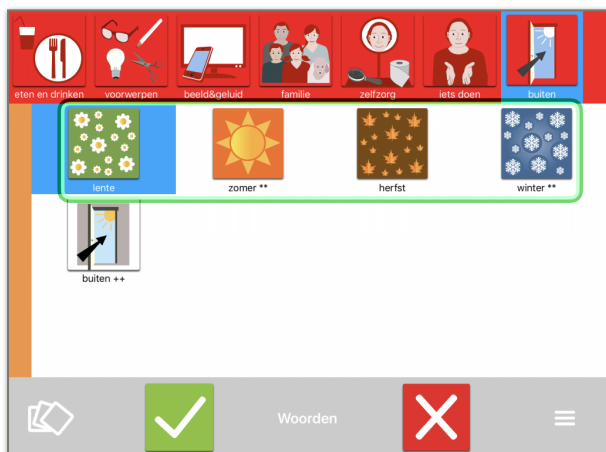 eten en drinken voorwerpen beeld&geluid familie zelfzorg iets doen buiten
lente zomer ** herfst winter **
buiten ++
Woorden